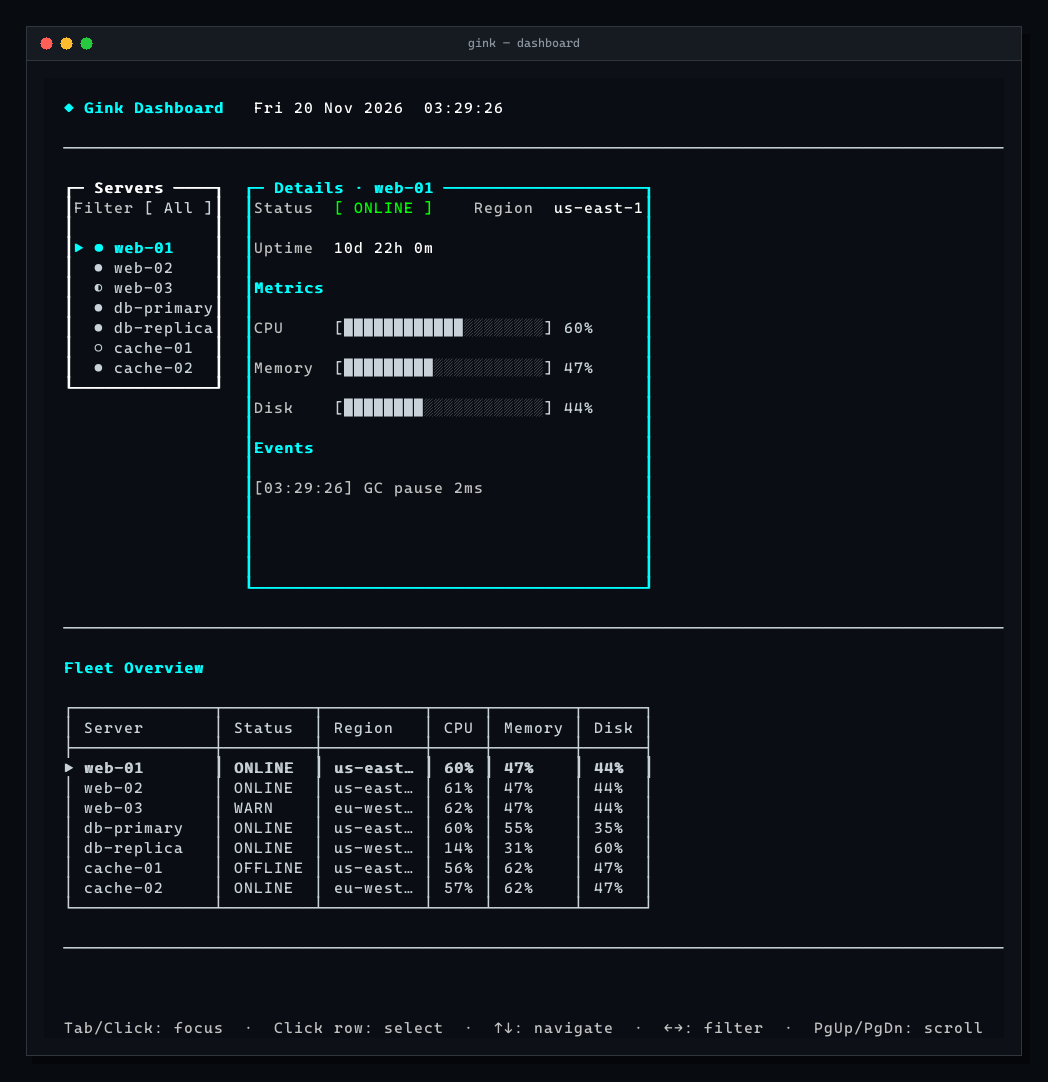 gink — dashboard
◆ Gink Dashboard Fri 20 Nov 2026 03:29:26
Servers
Filter [ All ]
▶ ● web-01
● web-02
◐ web-03
● db-primary
● db-replica
○ cache-01
● cache-02
Details · web-01
Status [ ONLINE ] Region us-east-1
Uptime 10d 22h 0m
Metrics
CPU [████████████░░░░░░░░] 60%
Memory [█████████░░░░░░░░░░░] 47%
Disk [████████░░░░░░░░░░░░] 44%
Events
[03:29:26] GC pause 2ms
Fleet Overview
Server Status Region CPU Memory Disk
▶ web-01 ONLINE us-east… 60% 47% 44%
web-02 ONLINE us-east… 61% 47% 44%
web-03 WARN eu-west… 62% 47% 44%
db-primary ONLINE us-east… 60% 55% 35%
db-replica ONLINE us-west… 14% 31% 60%
cache-01 OFFLINE us-east… 56% 62% 47%
cache-02 ONLINE eu-west… 57% 62% 47%
Tab/Click: focus · Click row: select · ↑↓: navigate · ←→: filter · PgUp/PgDn: scroll